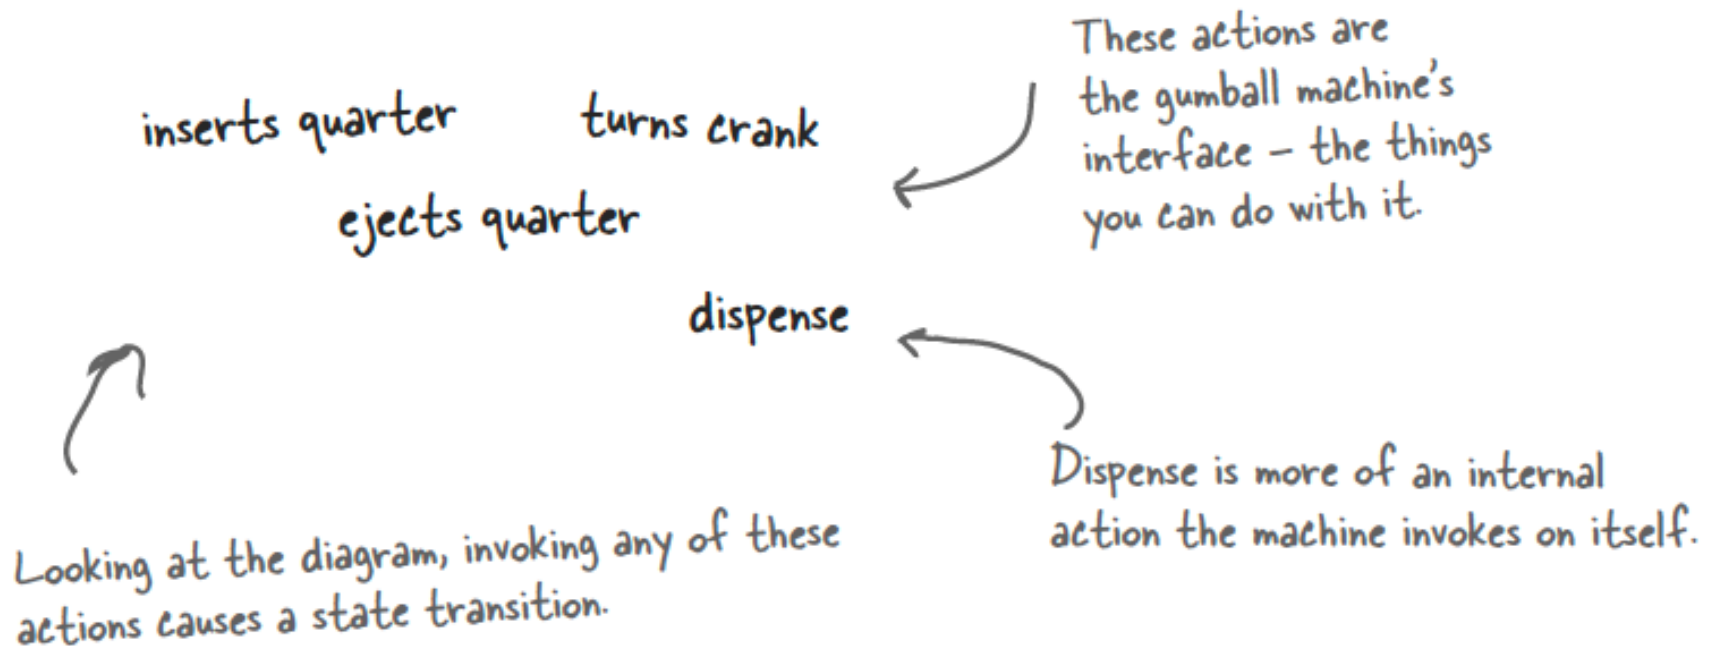 These actions are
the gumball machine's
interface – the things
you can do with it.
inserts quarter
turns crank
ejects quarter
dispense
Dispense is more of an internal
action the machine invokes on itself.
Looking at the diagram, invoking any of these
actions causes a state transition.